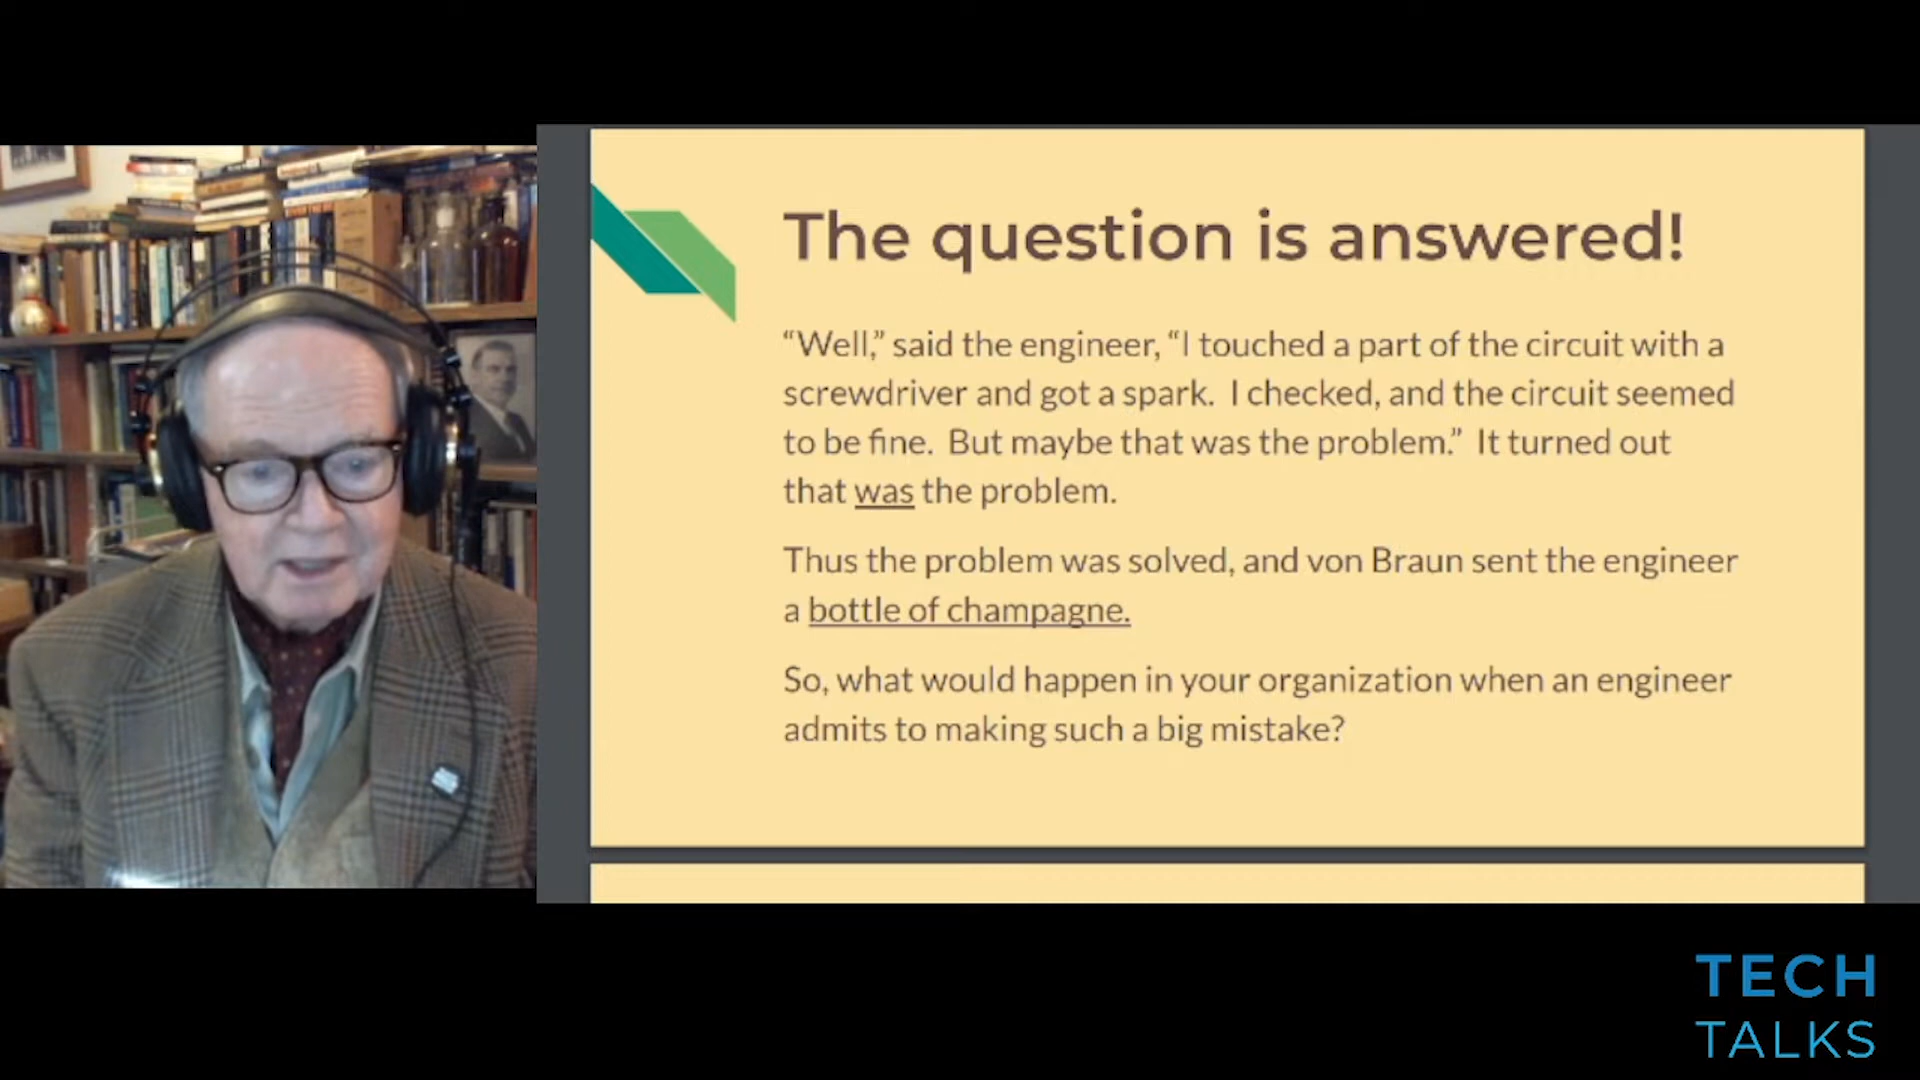 The question is answered!
“Well,” said the engineer, “I touched a part of the circuit with a
screwdriver and got a spark.  I checked, and the circuit seemed
to be fine.  But maybe that was the problem.”  It turned out
that was the problem.
Thus the problem was solved, and von Braun sent the engineer
a bottle of champagne.
So, what would happen in your organization when an engineer
admits to making such a big mistake?
TECH
TALKS